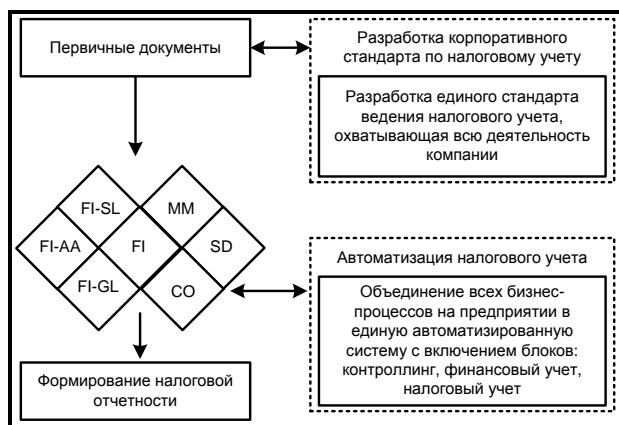 Первичные документы
Разработка корпоративного
стандарта по налоговому учету
Разработка единого стандарта
ведения налогового учета,
охватывающая всю деятельность
компании
FI-SL
MM
FI-AA
FI
SD
FI-GL
CO
Автоматизация налогового учета
Объединение всех бизнес-
процессов на предприятии в
единую автоматизированную
систему с включением блоков:
контроллинг, финансовый учет,
налоговый учет
Формирование налоговой
отчетности